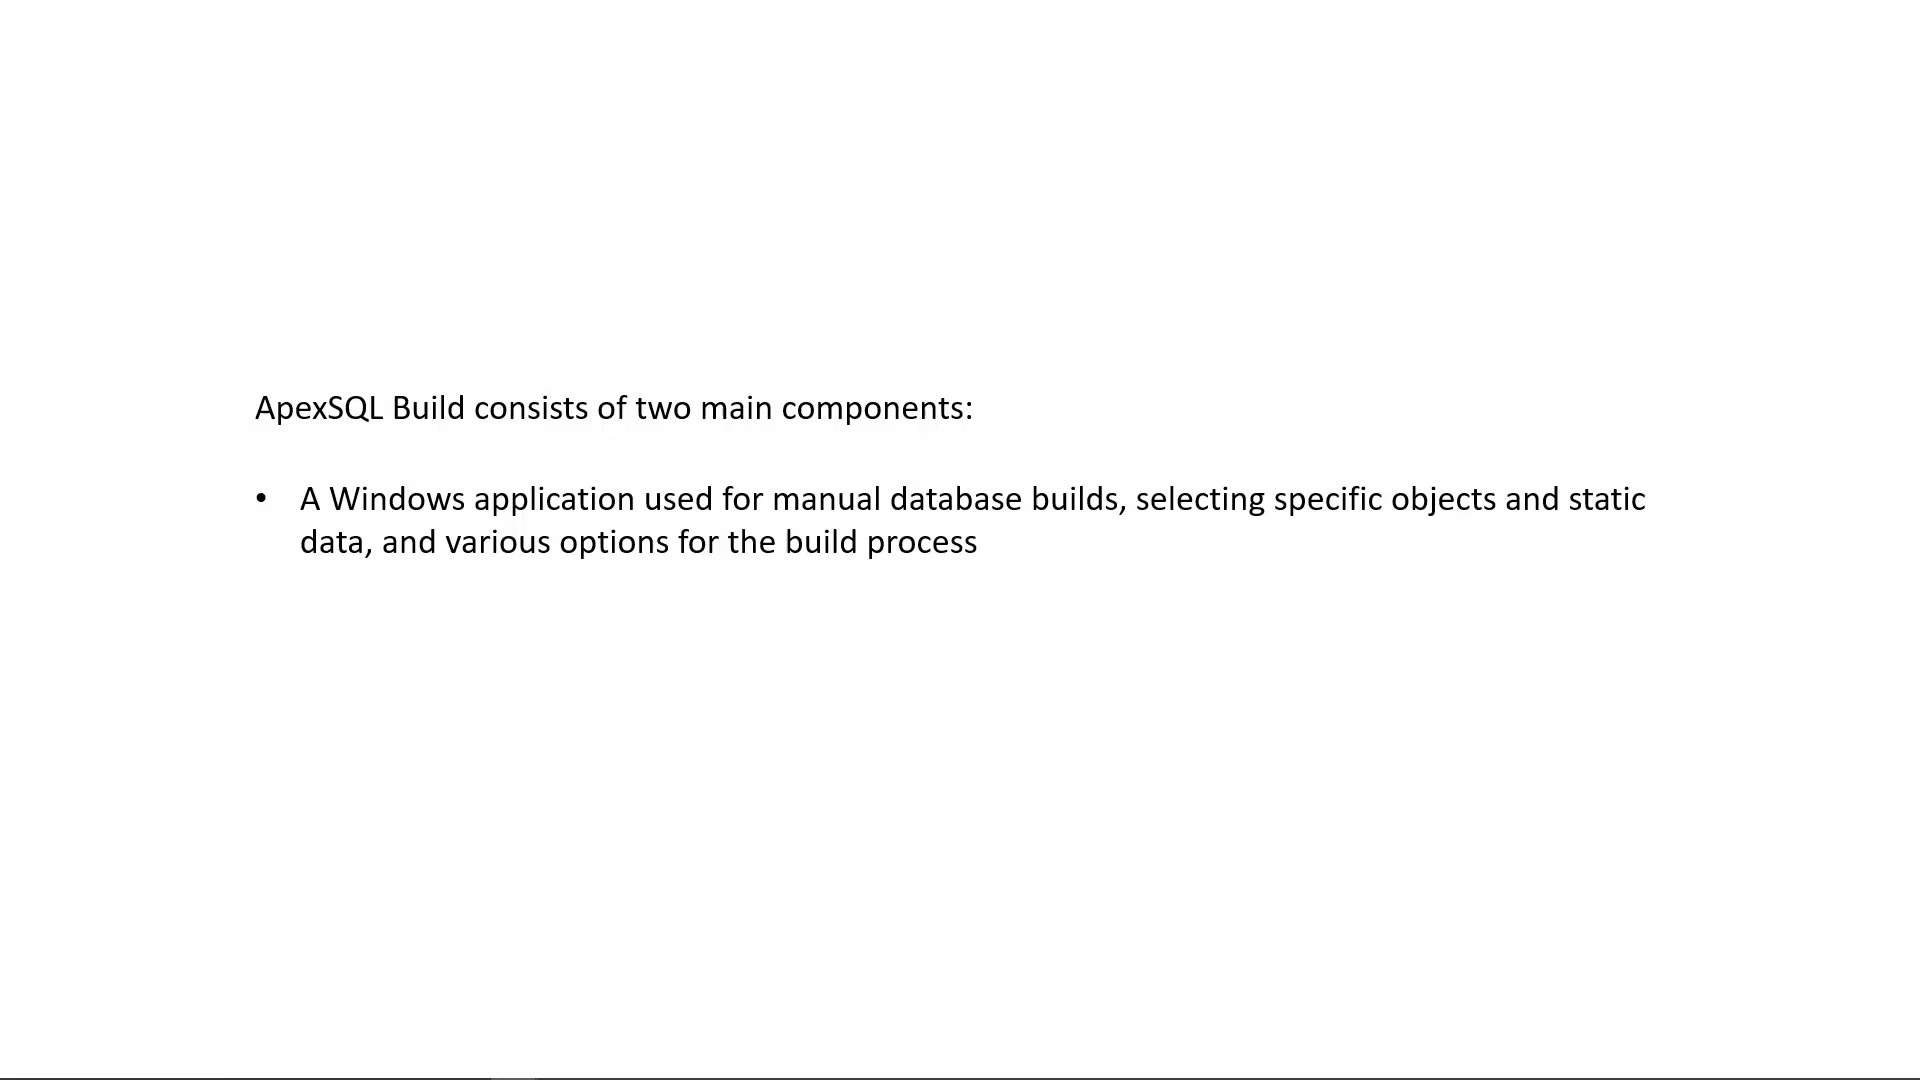 ApexSQL Build consists of two main components:
• A Windows application used for manual database builds, selecting specific objects and static
data, and various options for the build process